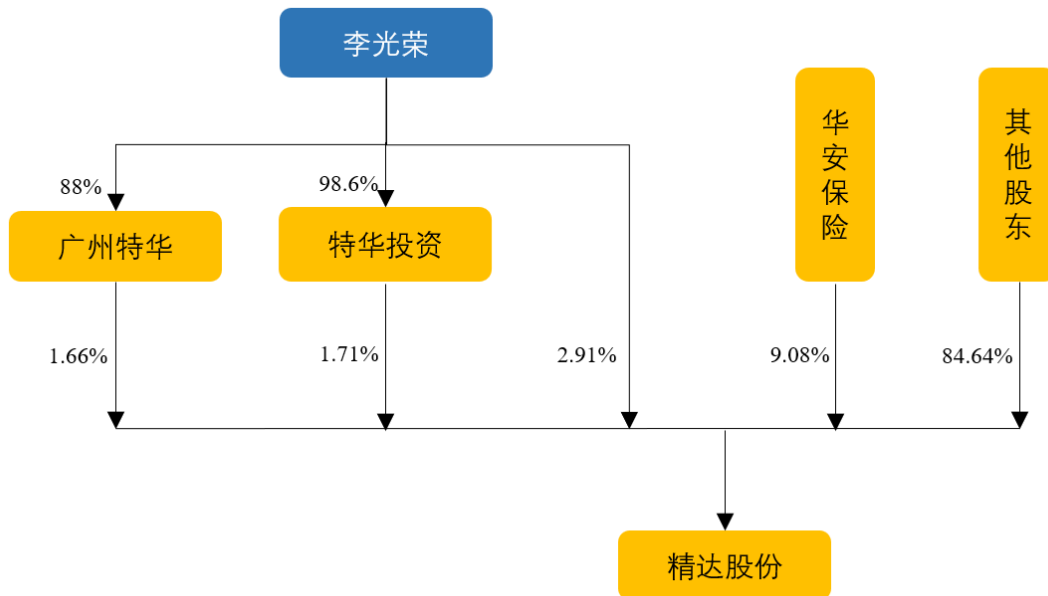 李光荣
华安保险
其他股东
88%
98.6%
广州特华
特华投资
1.66%
1.71%
2.91%
9.08%
84.64%
精达股份